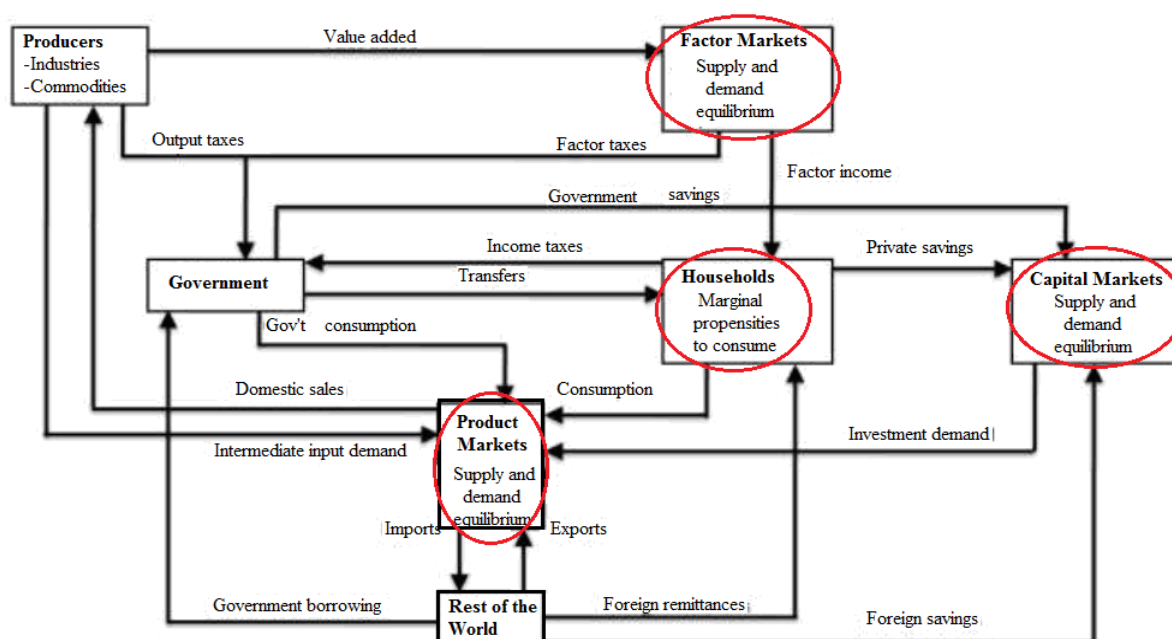 Producers
-Industries
-Commodities
Value added
Factor Markets
Supply and
demand
equilibrium
Output taxes
Factor taxes
Factor income
Government savings
Income taxes
Private savings
Government
Transfers
Households
Marginal
propensities
to consume
Capital Markets
Supply and
demand
equilibrium
Gov't consumption
Domestic sales
Consumption
Product
Markets
Supply and
demand
equilibrium
Intermediate input demand
Investment demand
Imports
Exports
Government borrowing
Rest of the
World
Foreign remittances
Foreign savings